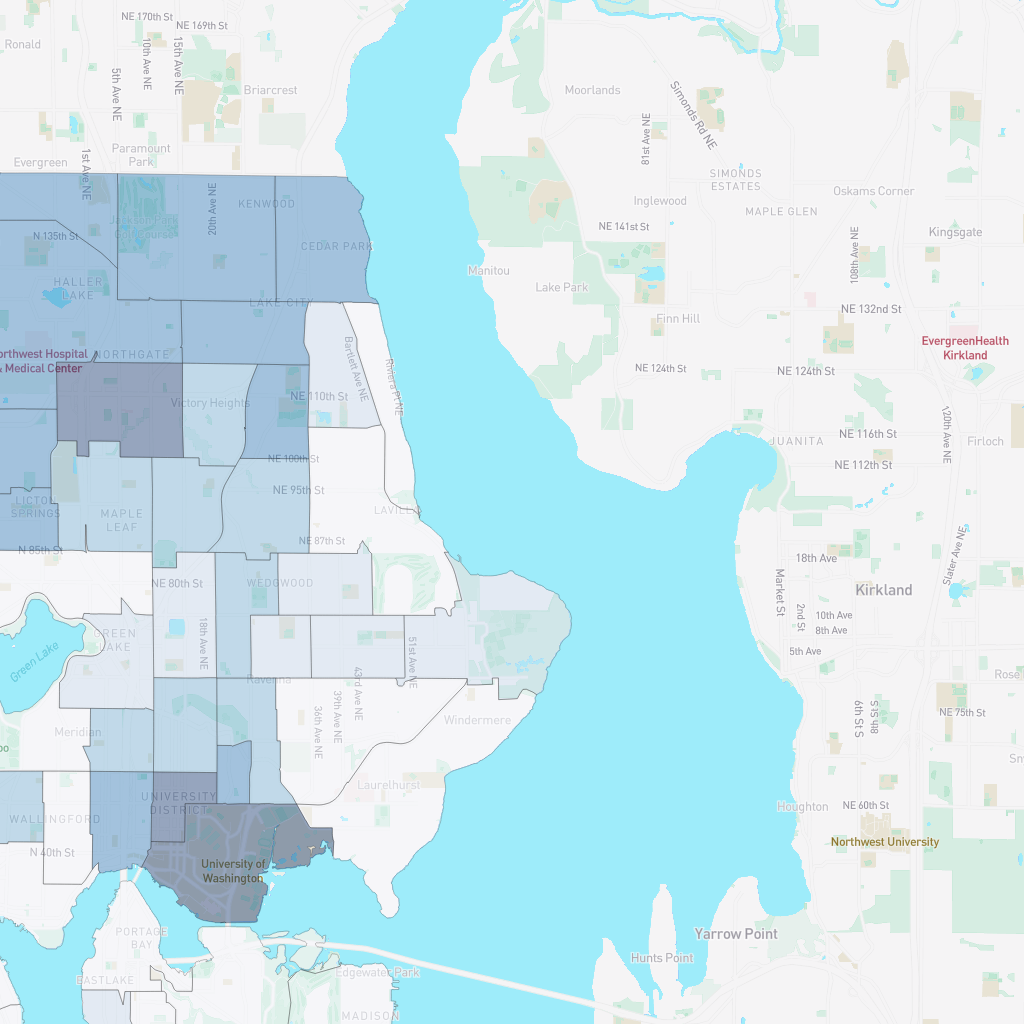 NE 170th St
NE 169th St
Ronald
10th Ave NE
15th Ave NE
5th Ave NE
Briarcrest
Moorlands
Simonds Rd NE
81st Ave NE
Paramount
Park
Evergreen
1st Ave NE
SIMONDS
ESTATES
Oskams Corner
20th Ave NE
KENWOOD
Inglewood
MAPLE GLEN
Jackson Park
Golf Course
NE 141st St
Kingsgate
N 135th St
CEDAR PARK
108th Ave NE
Manitou
HALLER
LAKE
Lake Park
LAKE CITY
NE 132nd St
Finn Hill
EvergreenHealth
Kirkland
orthwest Hospital
& Medical Center
NORTHGATE
Bartlett Ave NE
Riviera Pl NE
NE 124th St
NE 124th St
Victory Heights
NE 110th St
120th Ave NE
NE 116th St
JUANITA
Firloch
NE 100th St
NE 112th St
NE 95th St
LICTON
SPRINGS
MAPLE
LEAF
LAVILLA
NE 87th St
N 85th St
18th Ave
Slater Ave NE
NE 80th St
WEDGWOOD
Market St
Kirkland
2nd St
10th Ave
8th Ave
GREEN
LAKE
18th Ave NE
Green Lake
51st Ave NE
5th Ave
Ravenna
43rd Ave NE
Rose
39th Ave NE
36th Ave NE
6th St S
8th St S
NE 75th St
Windermere
Meridian
oo
Sm
Laurelhurst
UNIVERSITY
DISTRICT
Houghton
NE 60th St
WALLINGFORD
Northwest University
N 40th St
University of
Washington
PORTAGE
BAY
Yarrow Point
Hunts Point
Edgewater Park
EASTLAKE
MADISON